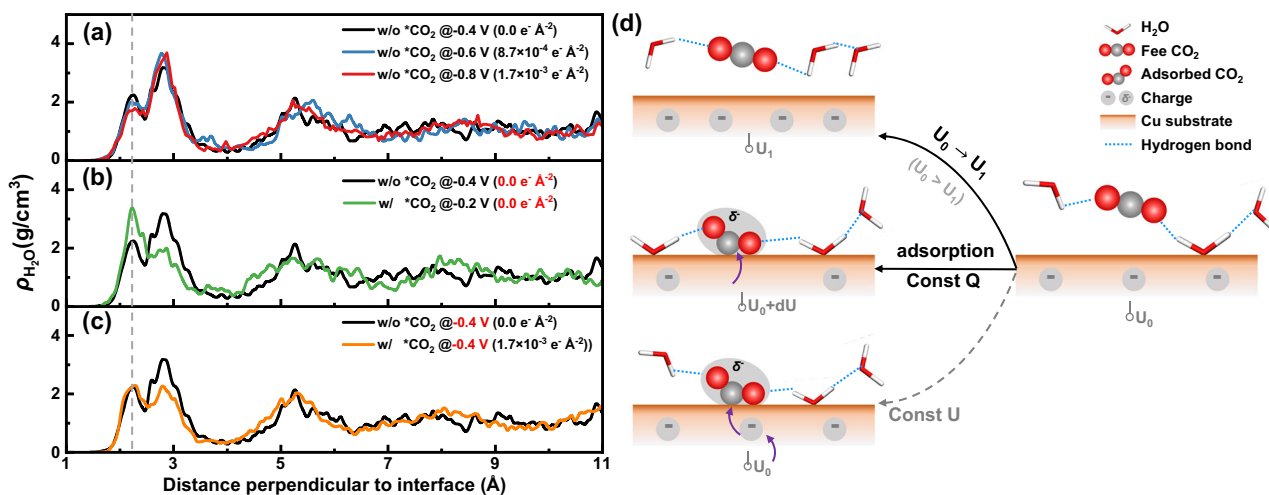 (a)
w/o *CO₂ @-0.4 V (0.0 e⁻ Å⁻²)
w/o *CO₂ @-0.6 V (8.7×10⁻⁴ e⁻ Å⁻²)
w/o *CO₂ @-0.8 V (1.7×10⁻³ e⁻ Å⁻²)
4
2
0
(b)
w/o *CO₂ @-0.4 V (0.0 e⁻ Å⁻²)
w/ *CO₂ @-0.2 V (0.0 e⁻ Å⁻²)
4
2
0
(c)
w/o *CO₂ @-0.4 V (0.0 e⁻ Å⁻²)
w/ *CO₂ @-0.4 V (1.7×10⁻³ e⁻ Å⁻²))
4
2
0
ρH₂O(g/cm³)
1 3 5 7 9 11
Distance perpendicular to interface (Å)
(d)
- - - -
U₁
δ⁻
- -
U₀+dU
δ⁻
- - -
U₀
U₀ → U₁
(U₀ > U₁)
adsorption
Const Q
Const U
- - -
U₀
H₂O
Fee CO₂
Adsorbed CO₂
- δ⁻ Charge
Cu substrate
Hydrogen bond